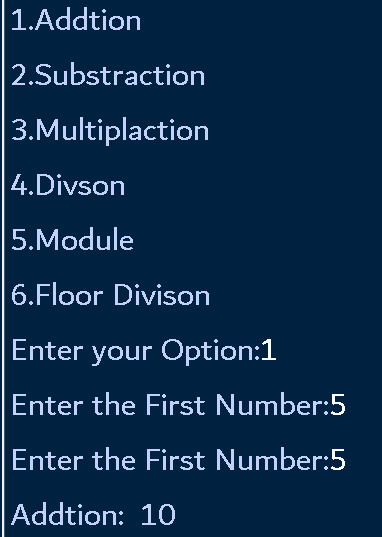 1.Addtion
2.Substraction
3.Multiplaction
4.Divson
5.Module
6.Floor Divison
Enter your Option:1
Enter the First Number:5
Enter the First Number:5
Addtion:  10